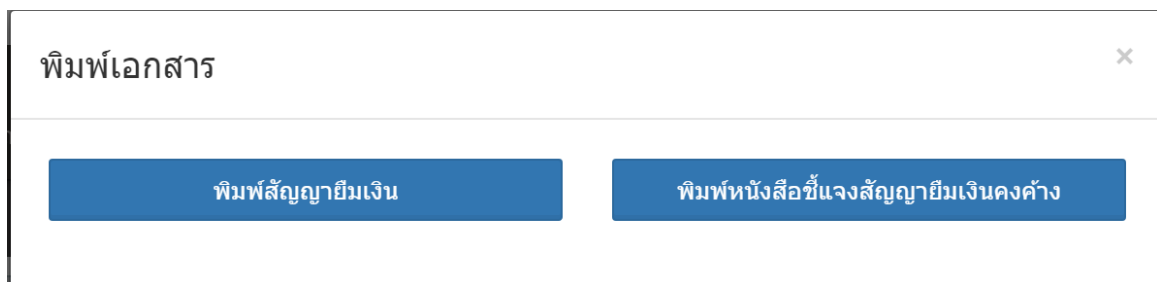 พิมพ์เอกสาร
×
พิมพ์สัญญายืมเงิน
พิมพ์หนังสือชี้แจงสัญญายืมเงินคงค้าง